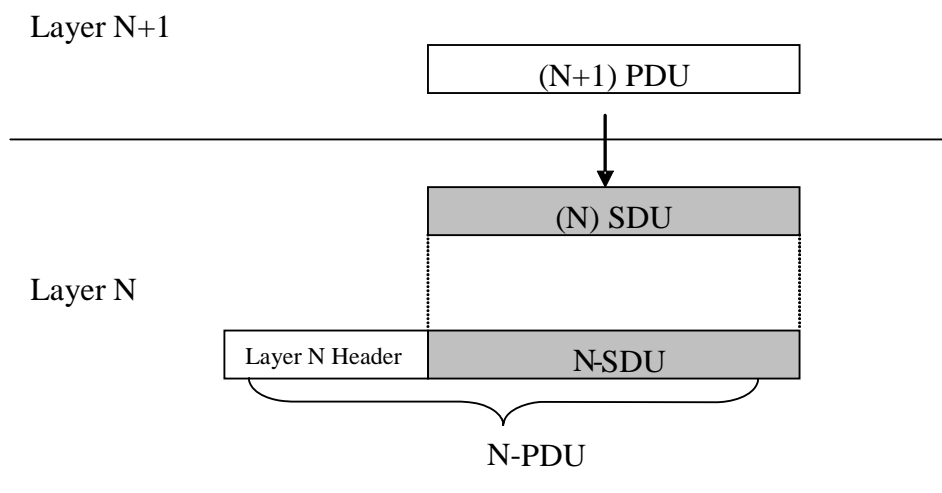 Layer N+1
(N+1) PDU
(N) SDU
Layer N
Layer N Header
N-SDU
N-PDU